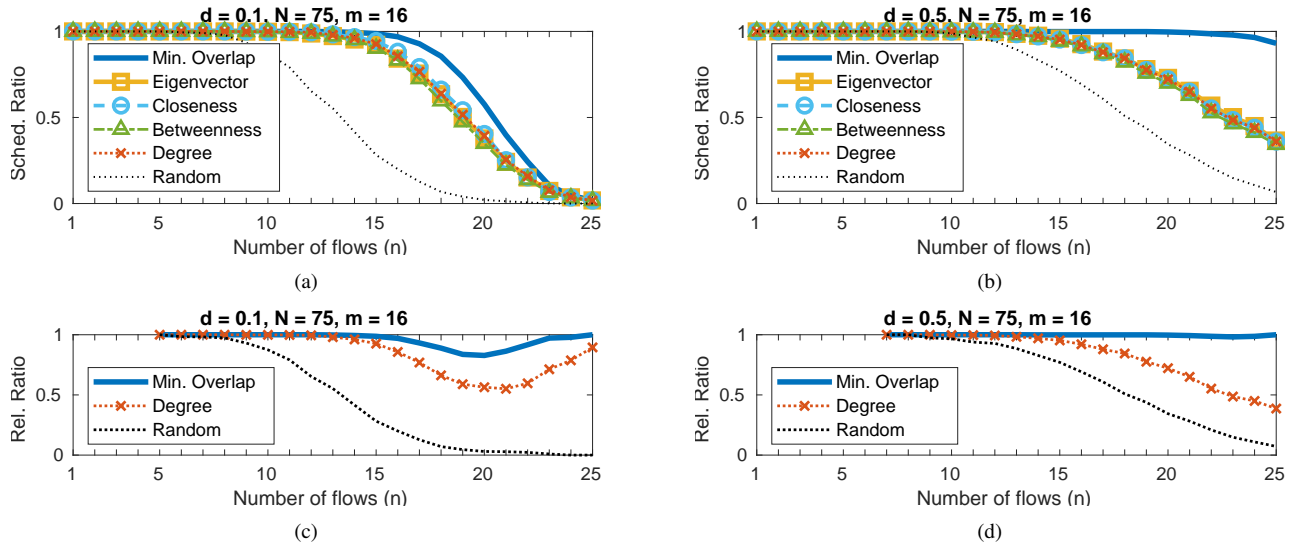 d = 0.1, N = 75, m = 16
Sched. Ratio
1
0.5
0
Min. Overlap
Eigenvector
Closeness
Betweenness
Degree
Random
1 5 10 15 20 25
Number of flows (n)
(a)
d = 0.5, N = 75, m = 16
Sched. Ratio
1
0.5
0
Min. Overlap
Eigenvector
Closeness
Betweenness
Degree
Random
1 5 10 15 20 25
Number of flows (n)
(b)
d = 0.1, N = 75, m = 16
Rel. Ratio
1
0.5
0
Min. Overlap
Degree
Random
1 5 10 15 20 25
Number of flows (n)
(c)
d = 0.5, N = 75, m = 16
Rel. Ratio
1
0.5
0
Min. Overlap
Degree
Random
1 5 10 15 20 25
Number of flows (n)
(d)